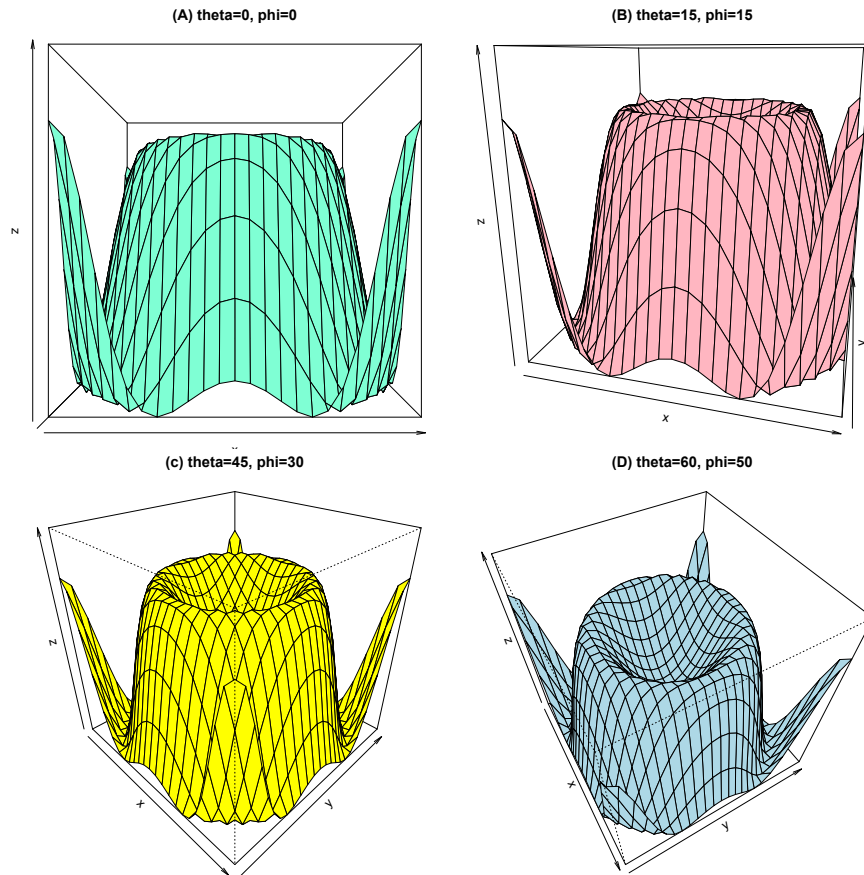 (A) theta=0, phi=0
z
(B) theta=15, phi=15
z
x
(c) theta=45, phi=30
z
x
y
(D) theta=60, phi=50
z
x
y